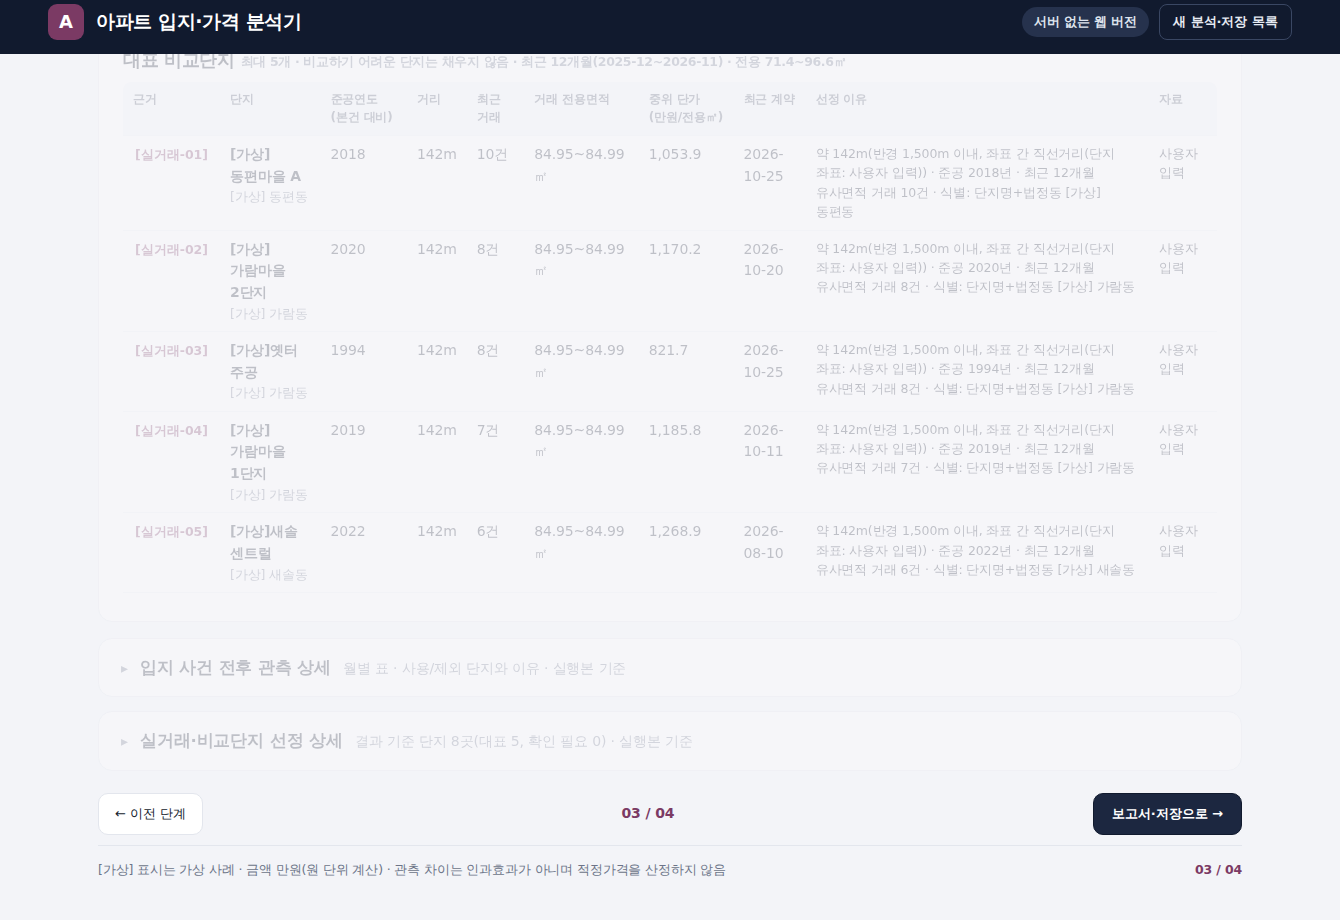 A 아파트 입지·가격 분석기 서버 없는 웹 버전 새 분석·저장 목록
대표 비교단지 최대 5개 · 비교하기 어려운 단지는 채우지 않음 · 최근 12개월(2025-12~2026-11) · 전용 71.4~96.6㎡
근거 단지 준공연도 (본건 대비) 거리 최근 거래 거래 전용면적 중위 단가 (만원/전용㎡) 최근 계약 선정 이유 자료
[실거래-01] [가상] 2018 142m 10건 84.95~84.99 1,053.9 2026- 약 142m(반경 1,500m 이내, 좌표 간 직선거리(단지 사용자
동편마을 A ㎡ 10-25 좌표: 사용자 입력)) · 준공 2018년 · 최근 12개월 입력
[가상] 동편동 유사면적 거래 10건 · 식별: 단지명+법정동 [가상]
동편동
[실거래-02] [가상] 2020 142m 8건 84.95~84.99 1,170.2 2026- 약 142m(반경 1,500m 이내, 좌표 간 직선거리(단지 사용자
가람마을 ㎡ 10-20 좌표: 사용자 입력)) · 준공 2020년 · 최근 12개월 입력
2단지 유사면적 거래 8건 · 식별: 단지명+법정동 [가상] 가람동
[가상] 가람동
[실거래-03] [가상]옛터 1994 142m 8건 84.95~84.99 821.7 2026- 약 142m(반경 1,500m 이내, 좌표 간 직선거리(단지 사용자
주공 ㎡ 10-25 좌표: 사용자 입력)) · 준공 1994년 · 최근 12개월 입력
[가상] 가람동 유사면적 거래 8건 · 식별: 단지명+법정동 [가상] 가람동
[실거래-04] [가상] 2019 142m 7건 84.95~84.99 1,185.8 2026- 약 142m(반경 1,500m 이내, 좌표 간 직선거리(단지 사용자
가람마을 ㎡ 10-11 좌표: 사용자 입력)) · 준공 2019년 · 최근 12개월 입력
1단지 유사면적 거래 7건 · 식별: 단지명+법정동 [가상] 가람동
[가상] 가람동
[실거래-05] [가상]새솔 2022 142m 6건 84.95~84.99 1,268.9 2026- 약 142m(반경 1,500m 이내, 좌표 간 직선거리(단지 사용자
센트럴 ㎡ 08-10 좌표: 사용자 입력)) · 준공 2022년 · 최근 12개월 입력
[가상] 새솔동 유사면적 거래 6건 · 식별: 단지명+법정동 [가상] 새솔동
▸ 입지 사건 전후 관측 상세 월별 표 · 사용/제외 단지와 이유 · 실행본 기준
▸ 실거래·비교단지 선정 상세 결과 기준 단지 8곳(대표 5, 확인 필요 0) · 실행본 기준
← 이전 단계 03 / 04 보고서·저장으로 →
[가상] 표시는 가상 사례 · 금액 만원(원 단위 계산) · 관측 차이는 인과효과가 아니며 적정가격을 산정하지 않음 03 / 04